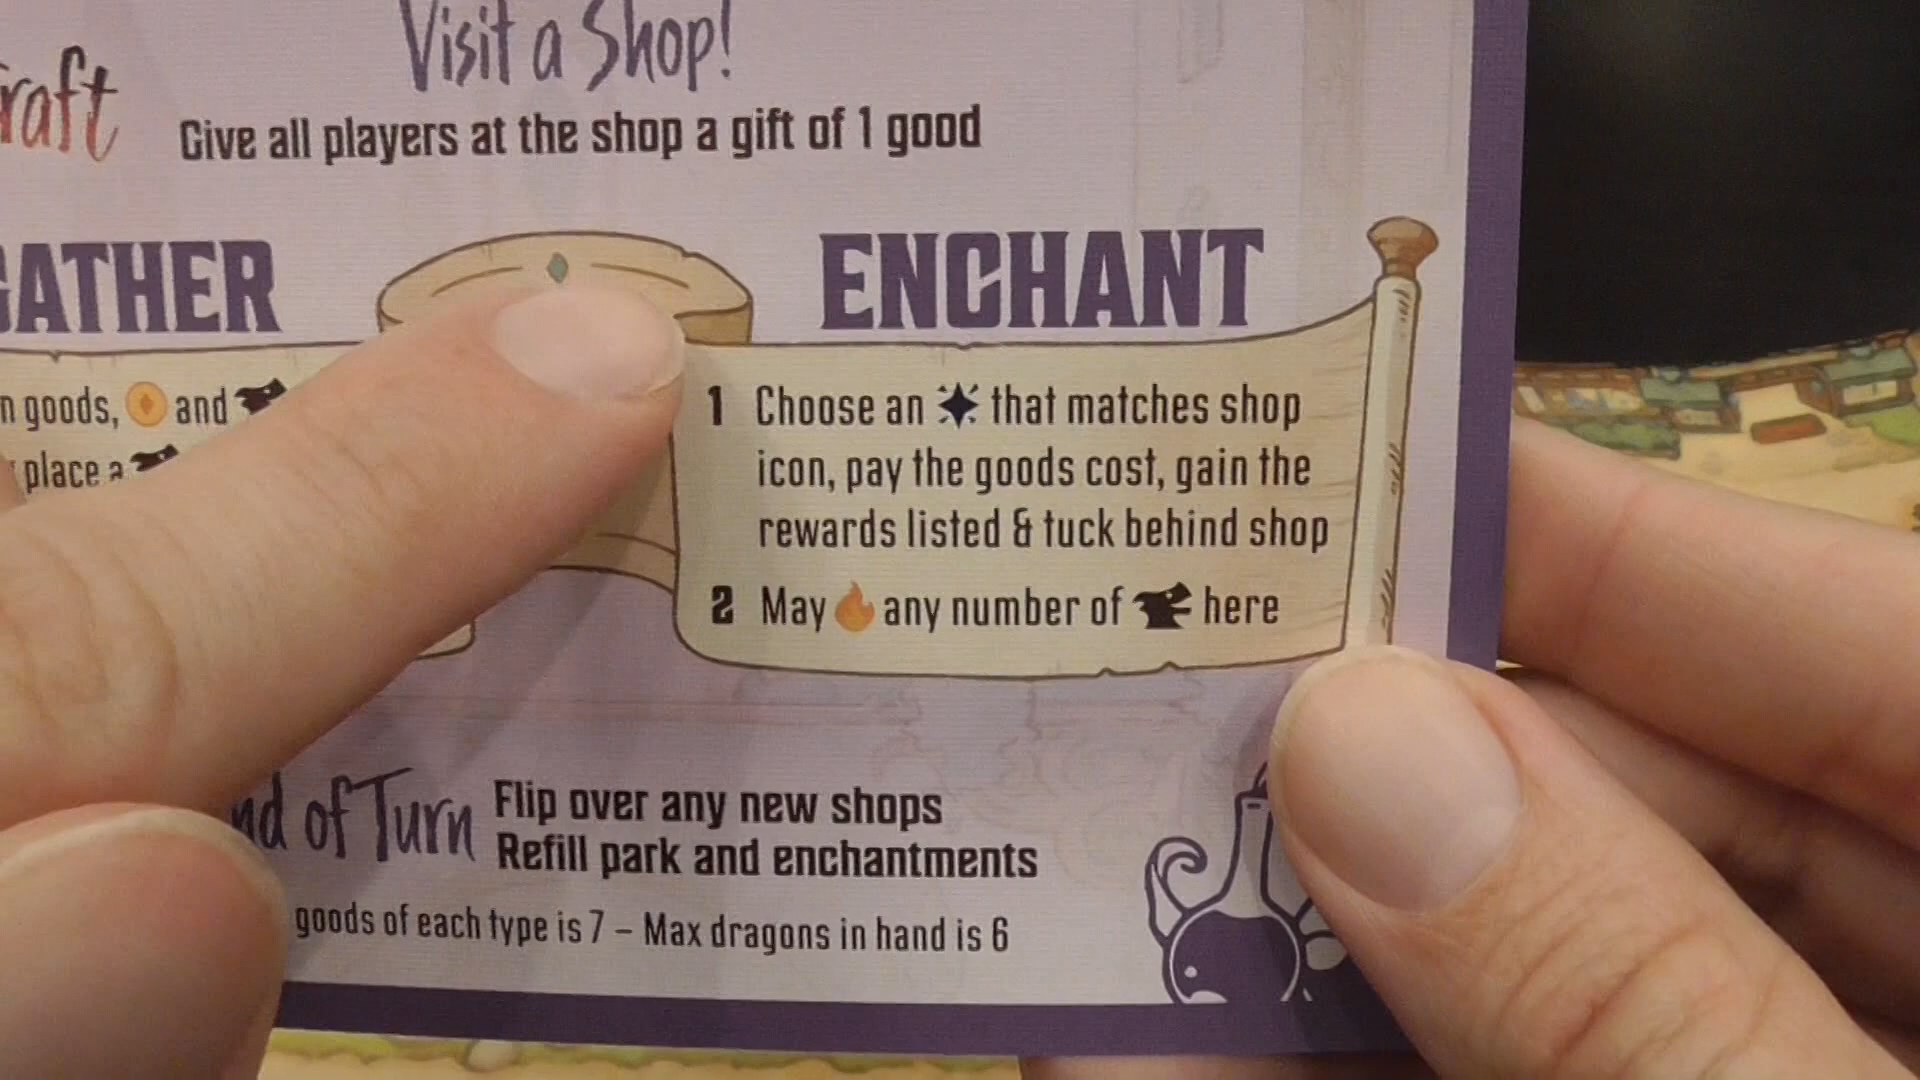 Visit a Shop!
Give all players at the shop a gift of 1 good
ENCHANT
goods, and
place a
1 Choose an that matches shop
icon, pay the goods cost, gain the
rewards listed & tuck behind shop
2 May any number of here
of Turn
Flip over any new shops
Refill park and enchantments
goods of each type is 7 – Max dragons in hand is 6